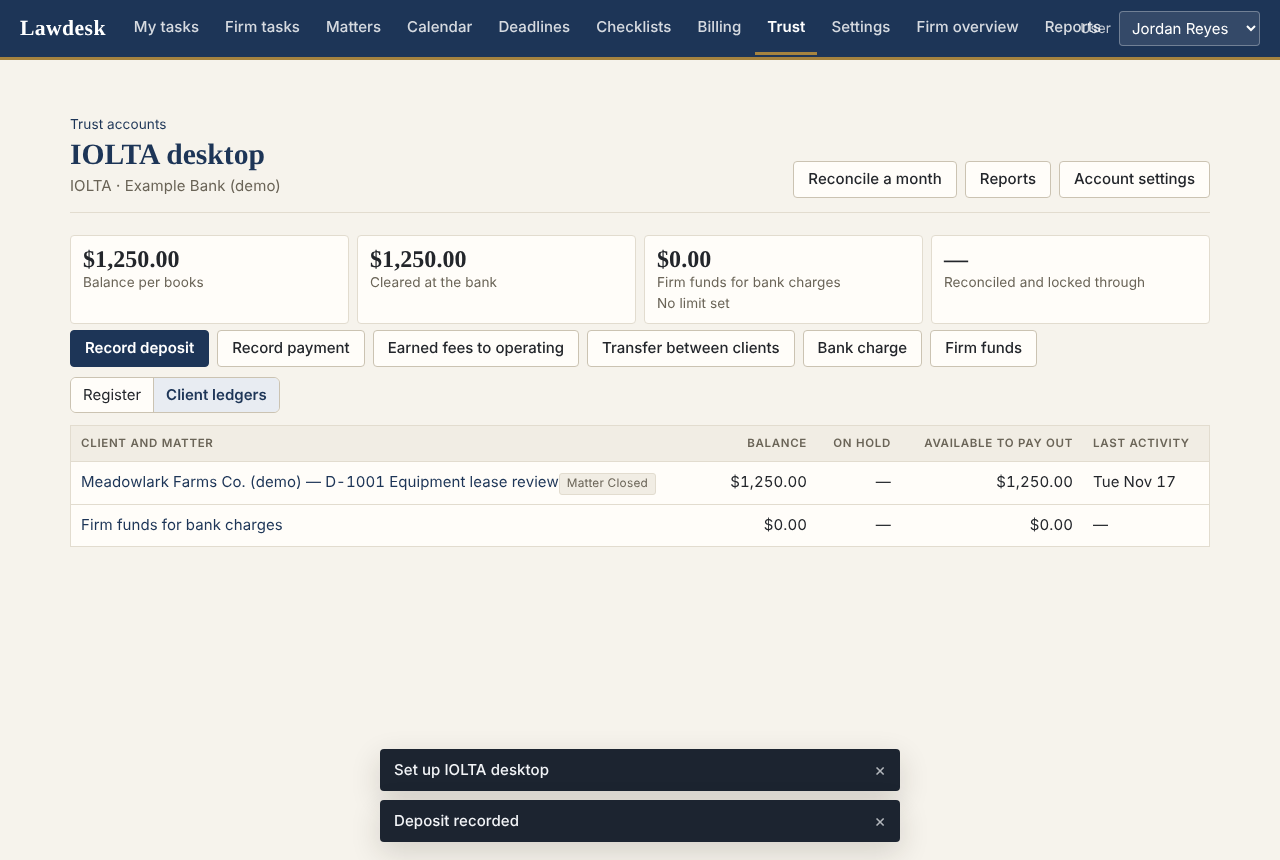 Lawdesk My tasks Firm tasks Matters Calendar Deadlines Checklists Billing Trust Settings Firm overview Reports User Jordan Reyes
Trust accounts
IOLTA desktop
IOLTA · Example Bank (demo)
Reconcile a month Reports Account settings
$1,250.00 $1,250.00 $0.00 —
Balance per books Cleared at the bank Firm funds for bank charges Reconciled and locked through
No limit set
Record deposit Record payment Earned fees to operating Transfer between clients Bank charge Firm funds
Register Client ledgers
CLIENT AND MATTER BALANCE ON HOLD AVAILABLE TO PAY OUT LAST ACTIVITY
Meadowlark Farms Co. (demo) — D-1001 Equipment lease review Matter Closed $1,250.00 — $1,250.00 Tue Nov 17
Firm funds for bank charges $0.00 — $0.00 —
Set up IOLTA desktop ×
Deposit recorded ×